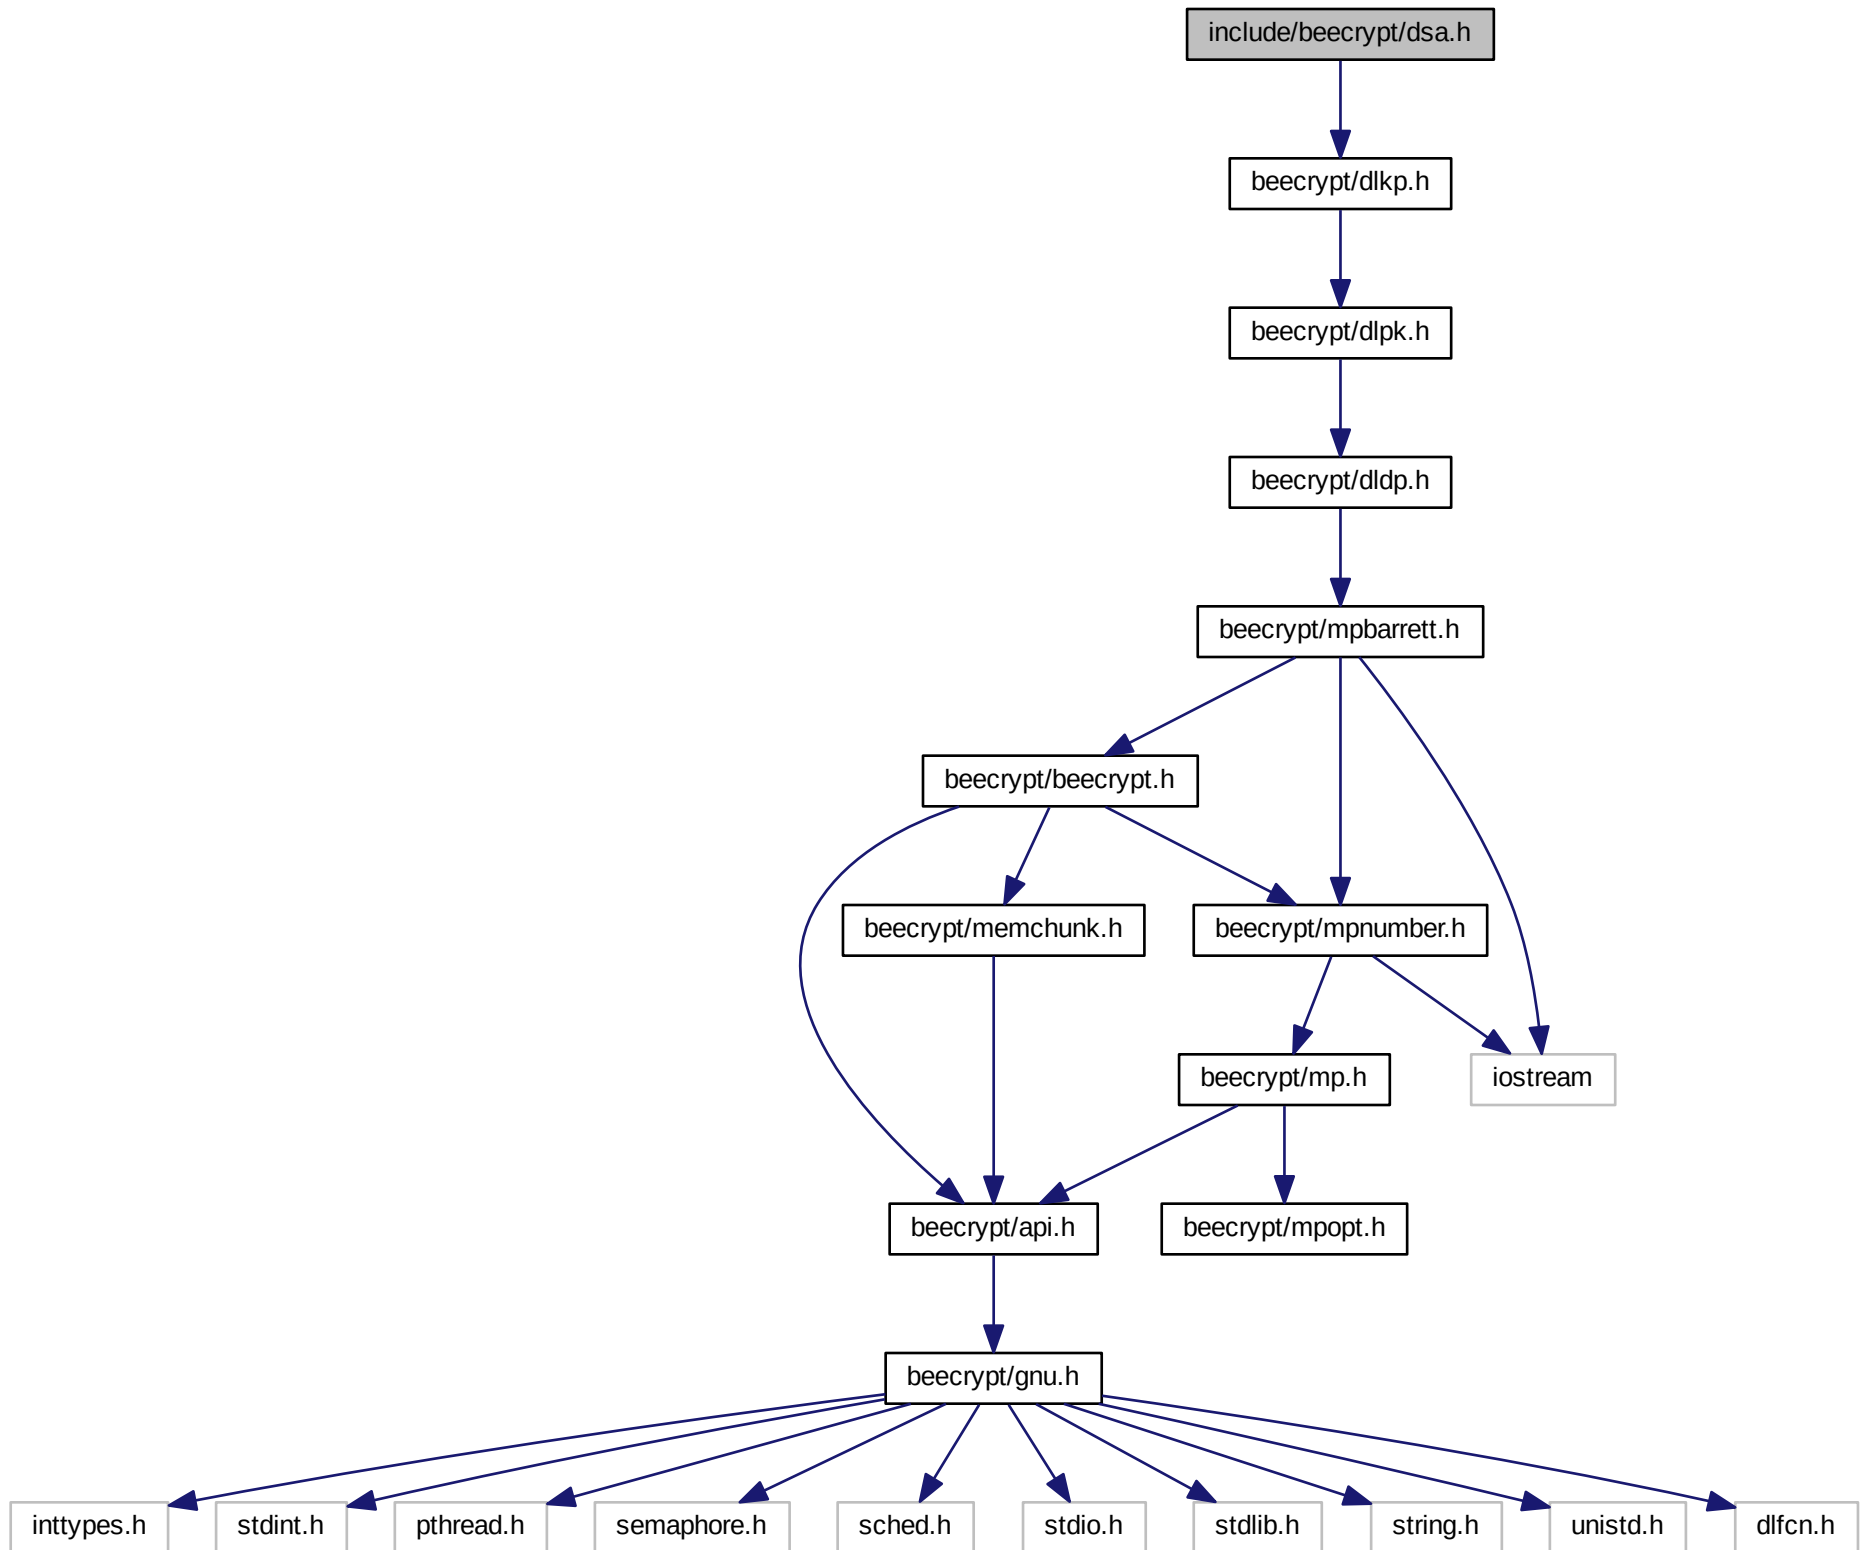 include/beecrypt/dsa.h
beecrypt/dlkp.h
beecrypt/dlpk.h
beecrypt/dldp.h
beecrypt/mpbarrett.h
beecrypt/beecrypt.h
beecrypt/memchunk.h
beecrypt/mpnumber.h
beecrypt/mp.h
iostream
beecrypt/api.h
beecrypt/mpopt.h
beecrypt/gnu.h
inttypes.h
stdint.h
pthread.h
semaphore.h
sched.h
stdio.h
stdlib.h
string.h
unistd.h
dlfcn.h